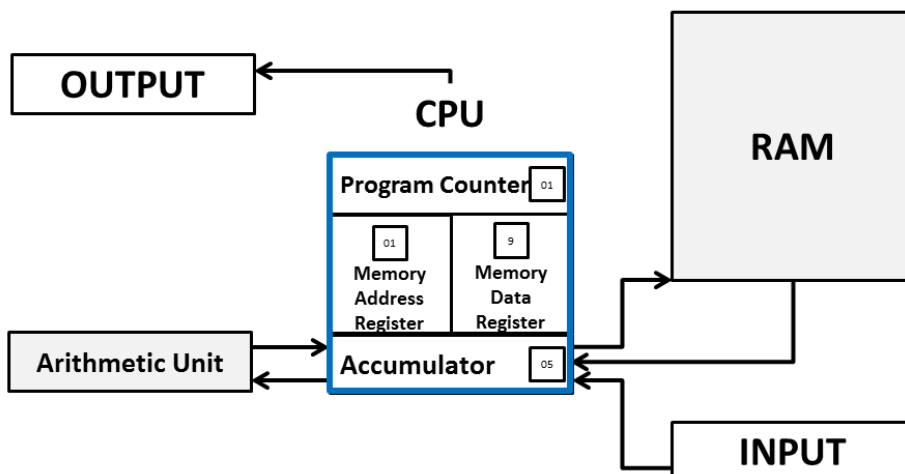 OUTPUT
CPU
RAM
Program Counter 01
01
Memory
Address
Register
9
Memory
Data
Register
Arithmetic Unit
Accumulator 05
INPUT